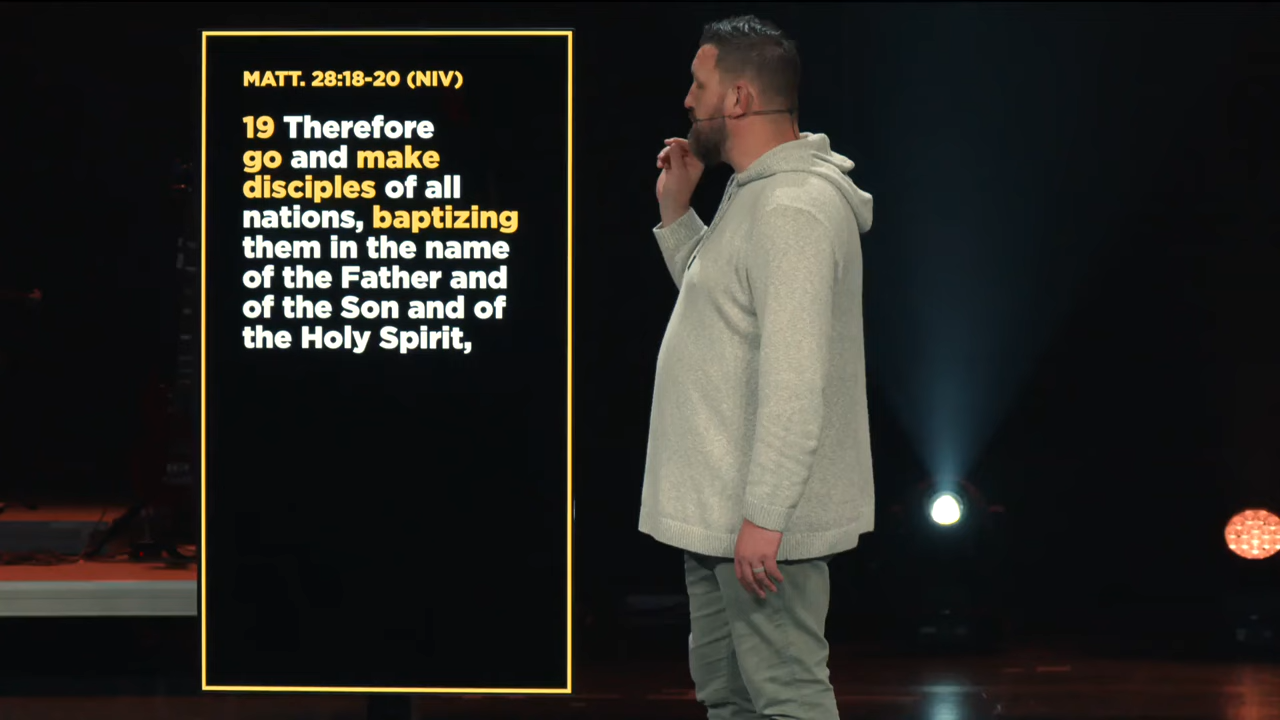 MATT. 28:18-20 (NIV)
19 Therefore
go and make
disciples of all
nations, baptizing
them in the name
of the Father and
of the Son and of
the Holy Spirit,